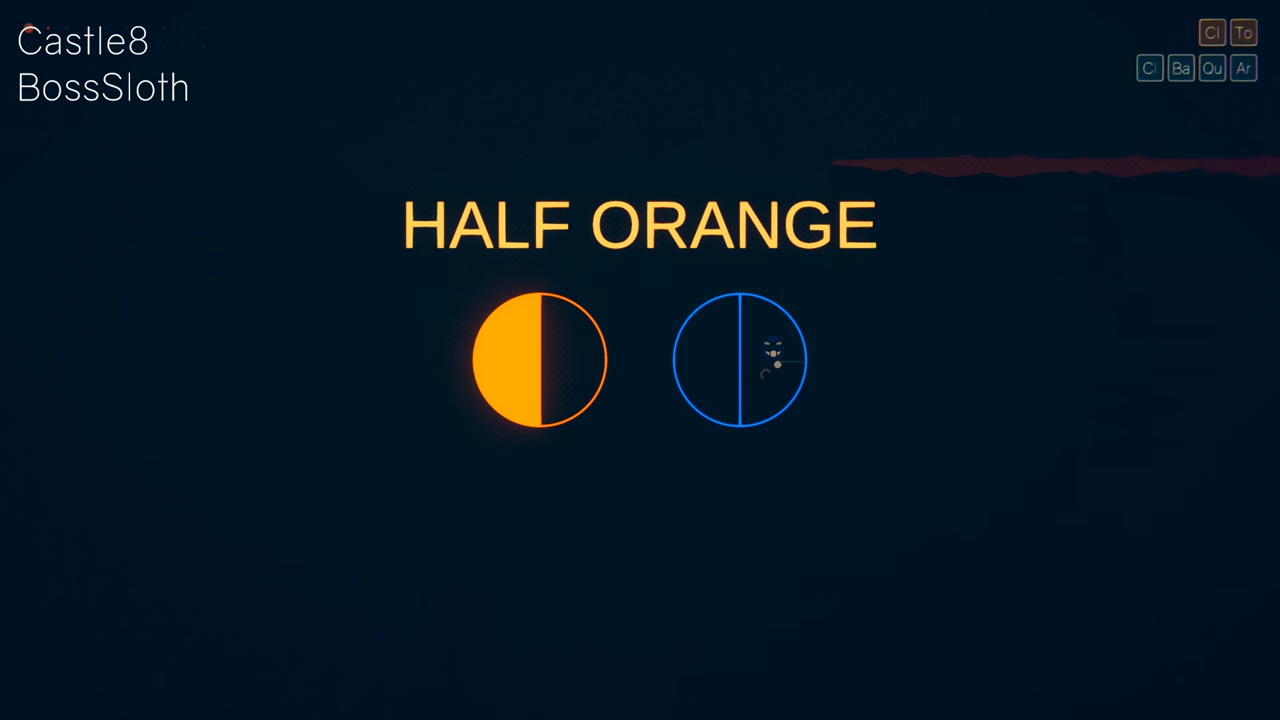 Castle8
BossSloth
Cl To
Cl Ba Qu Ar
HALF ORANGE